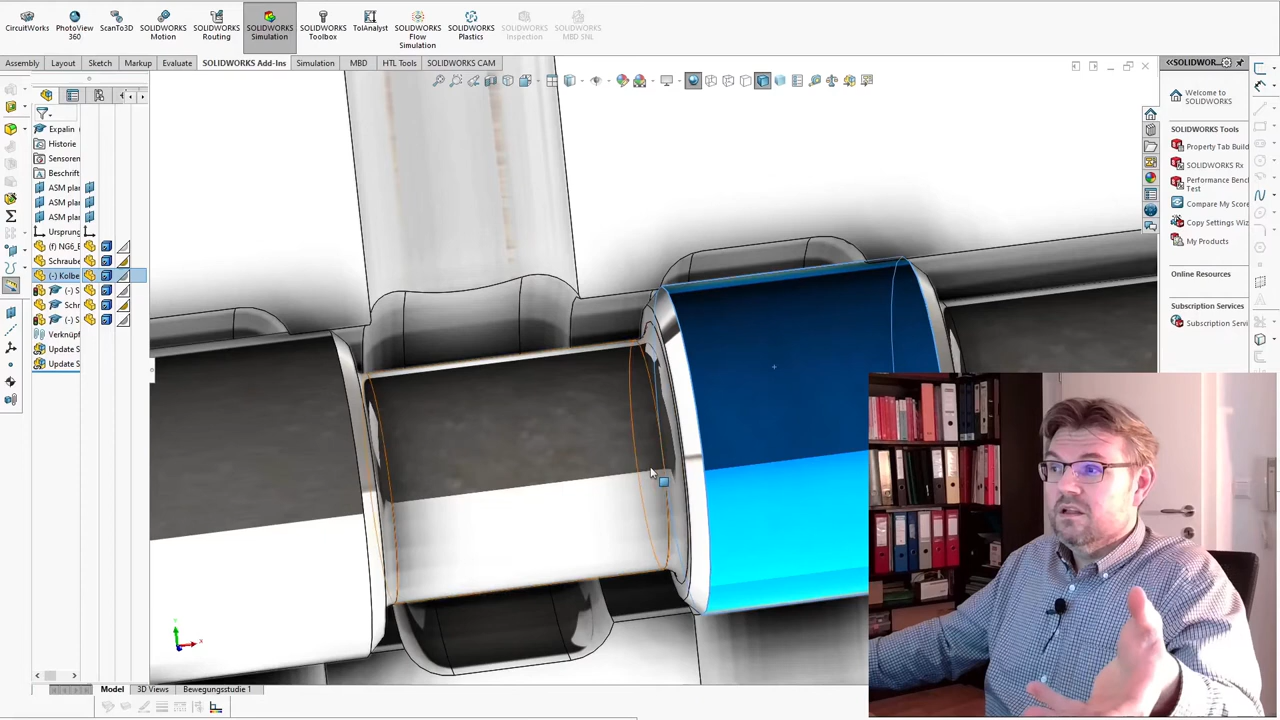 CircuitWorks
PhotoView
360
ScanTo3D
SOLIDWORKS
Motion
SOLIDWORKS
Routing
SOLIDWORKS
Simulation
SOLIDWORKS
Toolbox
TolAnalyst
SOLIDWORKS
Flow
Simulation
SOLIDWORKS
Plastics
SOLIDWORKS
Inspection
SOLIDWORKS
MBD SNL
Assembly
Layout
Sketch
Markup
Evaluate
SOLIDWORKS Add-Ins
Simulation
MBD
HTL Tools
SOLIDWORKS CAM
Expalin
Historie
Sensoren
Beschrift
ASM plar
ASM plar
ASM plar
Ursprung
(f) NG6_E
Schraube
(-) Kolbe
(-) S
Schr
(-) S
Verknüpf
Update S
Update S
Y
X
Model
3D Views
Bewegungsstudie 1
<<SOLIDWOR...
Welcome to
SOLIDWORKS
SOLIDWORKS Tools
Property Tab Build
SOLIDWORKS Rx
Performance Bench
Test
Compare My Score
Copy Settings Wiz
My Products
Online Resources
Subscription Services
Subscription Servi